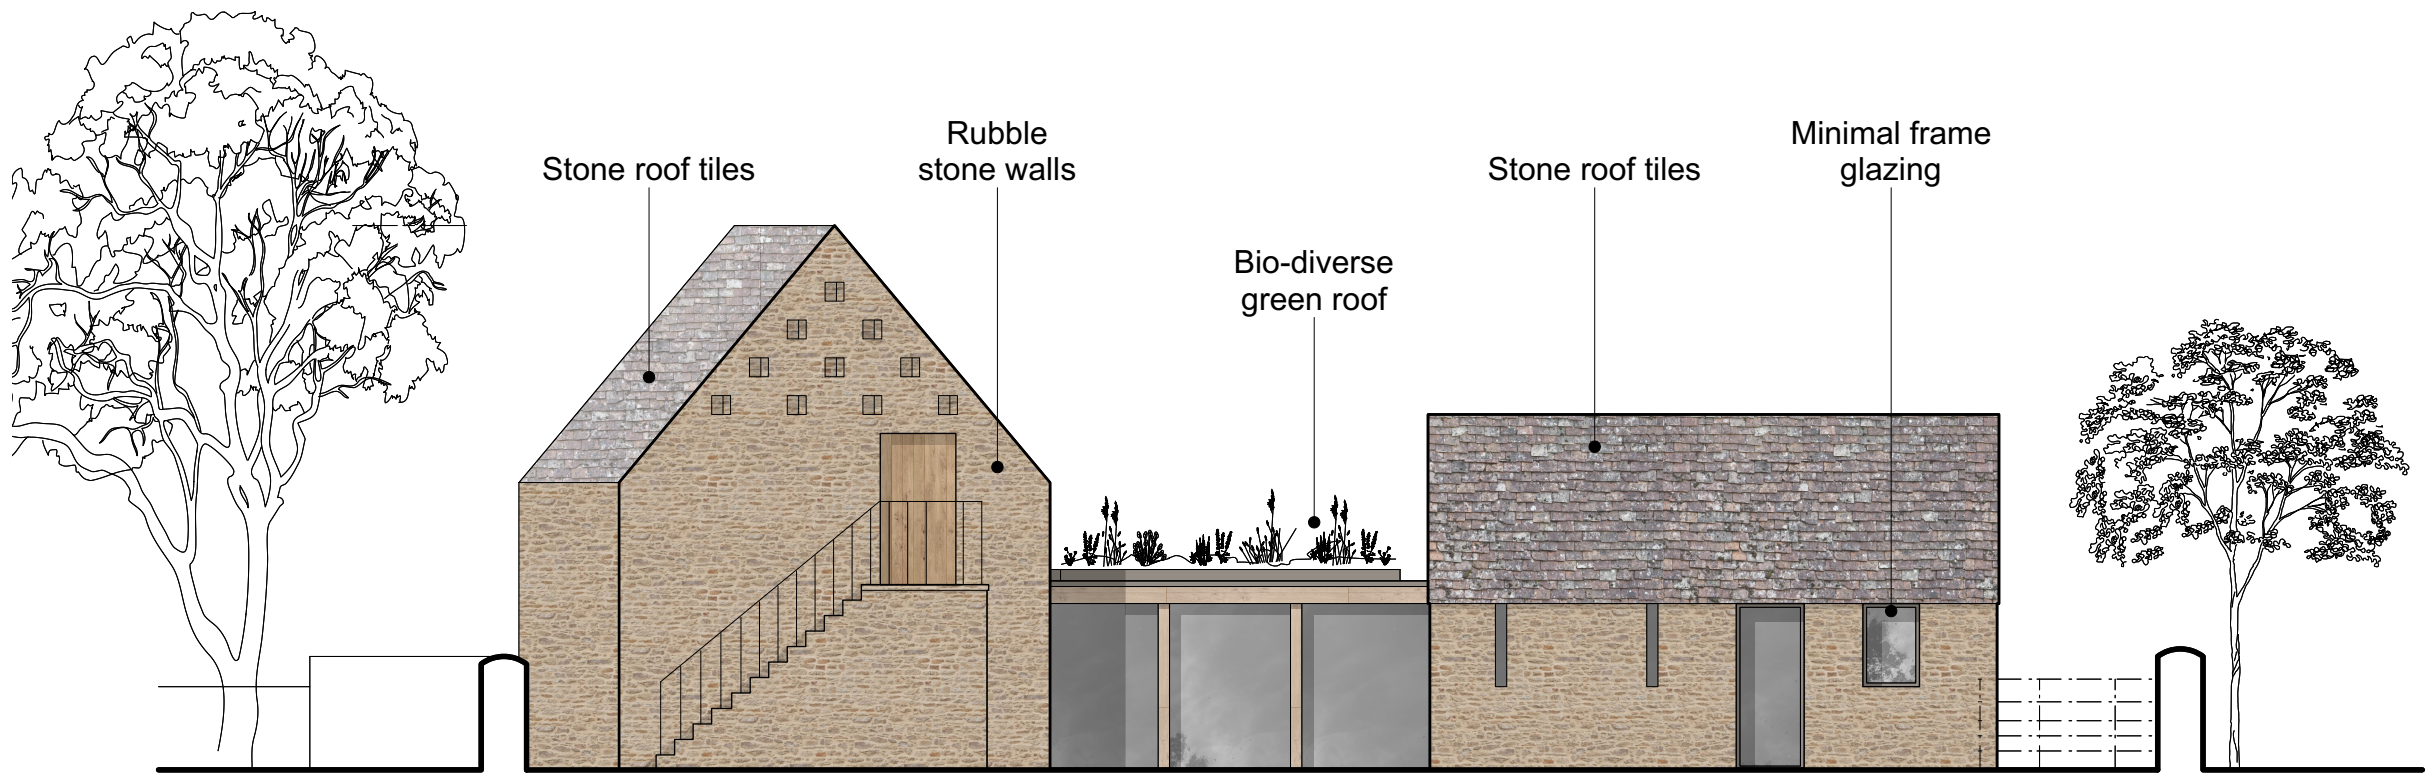 Stone roof tiles
Rubble
stone walls
Bio-diverse
green roof
Stone roof tiles
Minimal frame
glazing